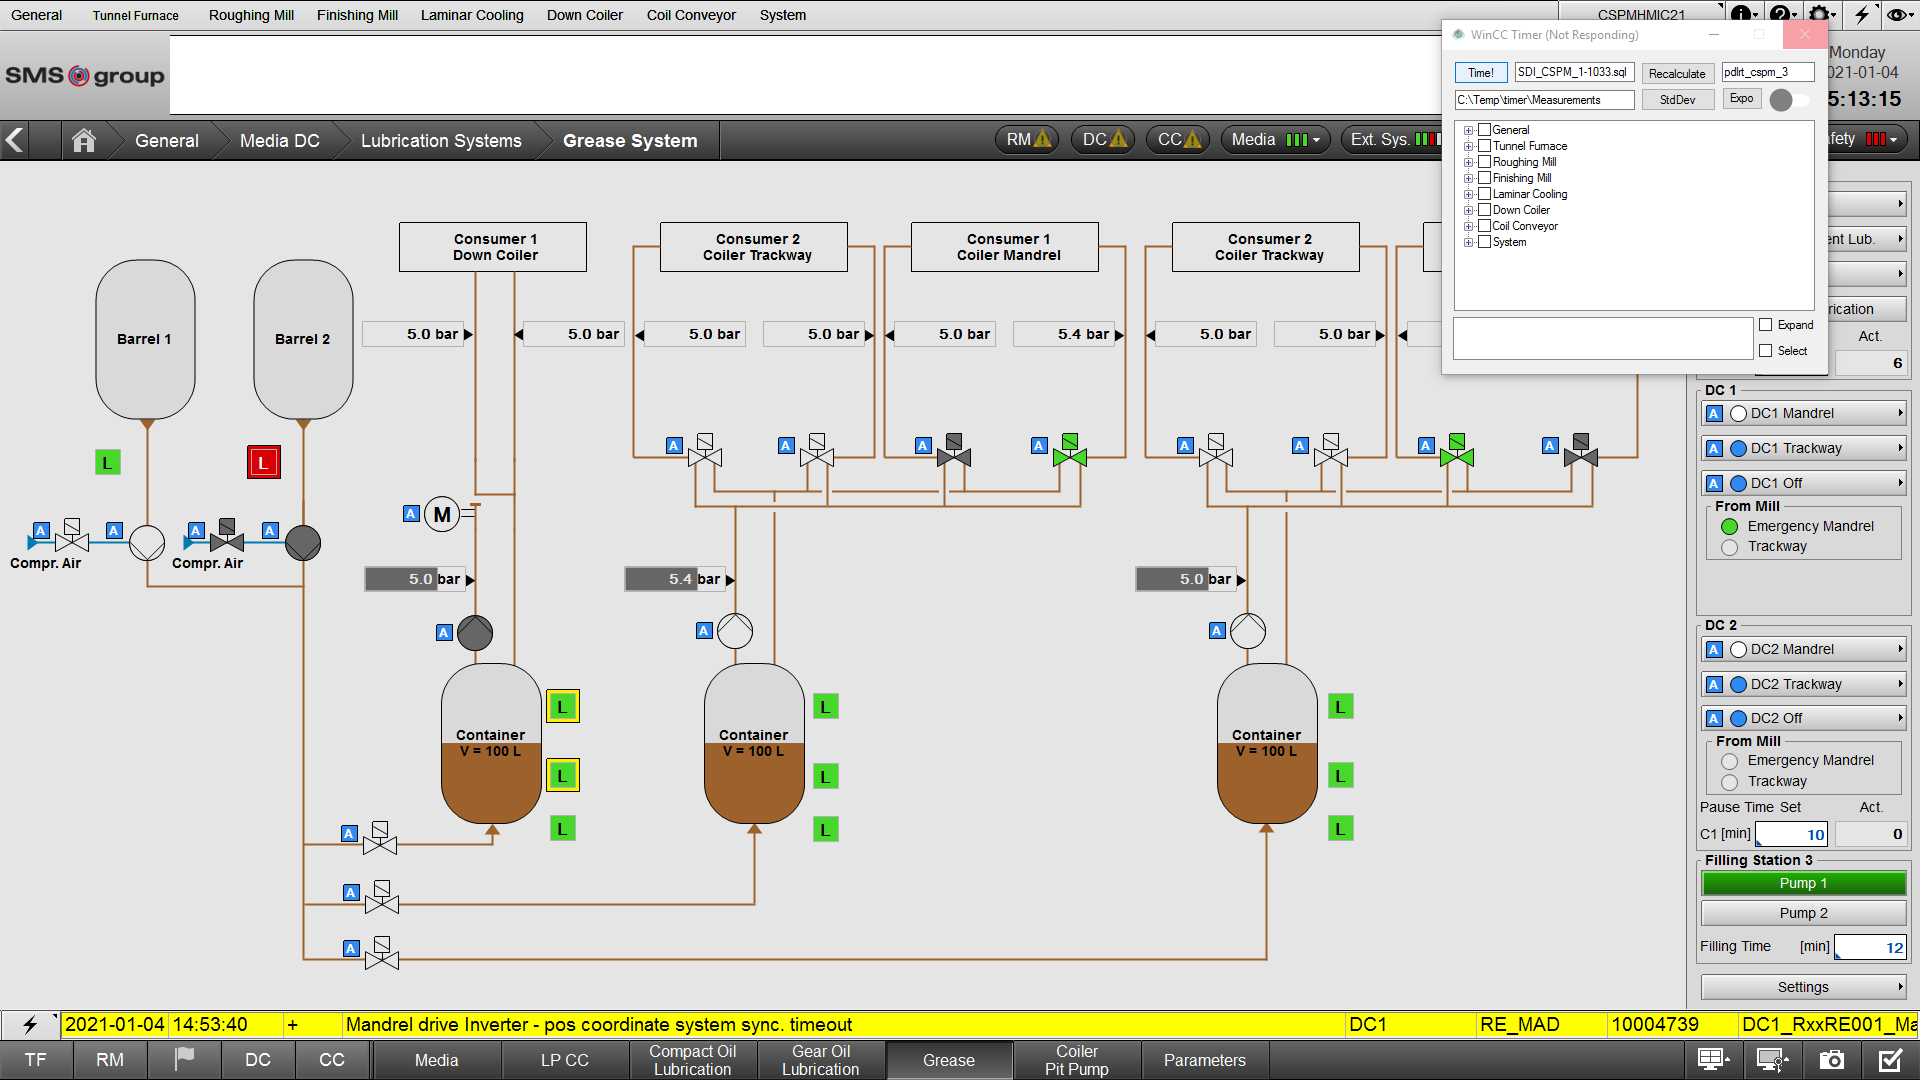 General Tunnel Furnace Roughing Mill Finishing Mill Laminar Cooling Down Coiler Coil Conveyor System CSPMHMIC21
SMS group
Monday
021-01-04
5:13:15
WinCC Timer (Not Responding)
Time! SDI_CSPM_1-1033.sql Recalculate pdlrt_cspm_3
C:\Temp\timer\Measurements StdDev Expo
General
Tunnel Furnace
Roughing Mill
Finishing Mill
Laminar Cooling
Down Coiler
Coil Conveyor
System
Expand
Select
General Media DC Lubrication Systems Grease System RM DC CC Media Ext. Sys. afety
Consumer 1
Down Coiler
Consumer 2
Coiler Trackway
Consumer 1
Coiler Mandrel
Consumer 2
Coiler Trackway
Barrel 1 Barrel 2
5.0 bar 5.0 bar 5.0 bar 5.0 bar 5.0 bar 5.4 bar 5.0 bar 5.0 bar
L L
A A A A A A A A
A M
A A A A
Compr. Air Compr. Air
5.0 bar 5.4 bar 5.0 bar
A A A
Container
V = 100 L
L
L
L
Container
V = 100 L
L
L
L
Container
V = 100 L
L
L
L
A
A
A
ent Lub.
rication
Act.
6
DC 1
A DC1 Mandrel
A DC1 Trackway
A DC1 Off
From Mill
Emergency Mandrel
Trackway
DC 2
A DC2 Mandrel
A DC2 Trackway
A DC2 Off
From Mill
Emergency Mandrel
Trackway
Pause Time Set Act.
C1 [min] 10 0
Filling Station 3
Pump 1
Pump 2
Filling Time [min] 12
Settings
2021-01-04 14:53:40 + Mandrel drive Inverter - pos coordinate system sync. timeout DC1 RE_MAD 10004739 DC1_RxxRE001_Ma
TF RM DC CC Media LP CC Compact Oil Lubrication Gear Oil Lubrication Grease Coiler Pit Pump Parameters